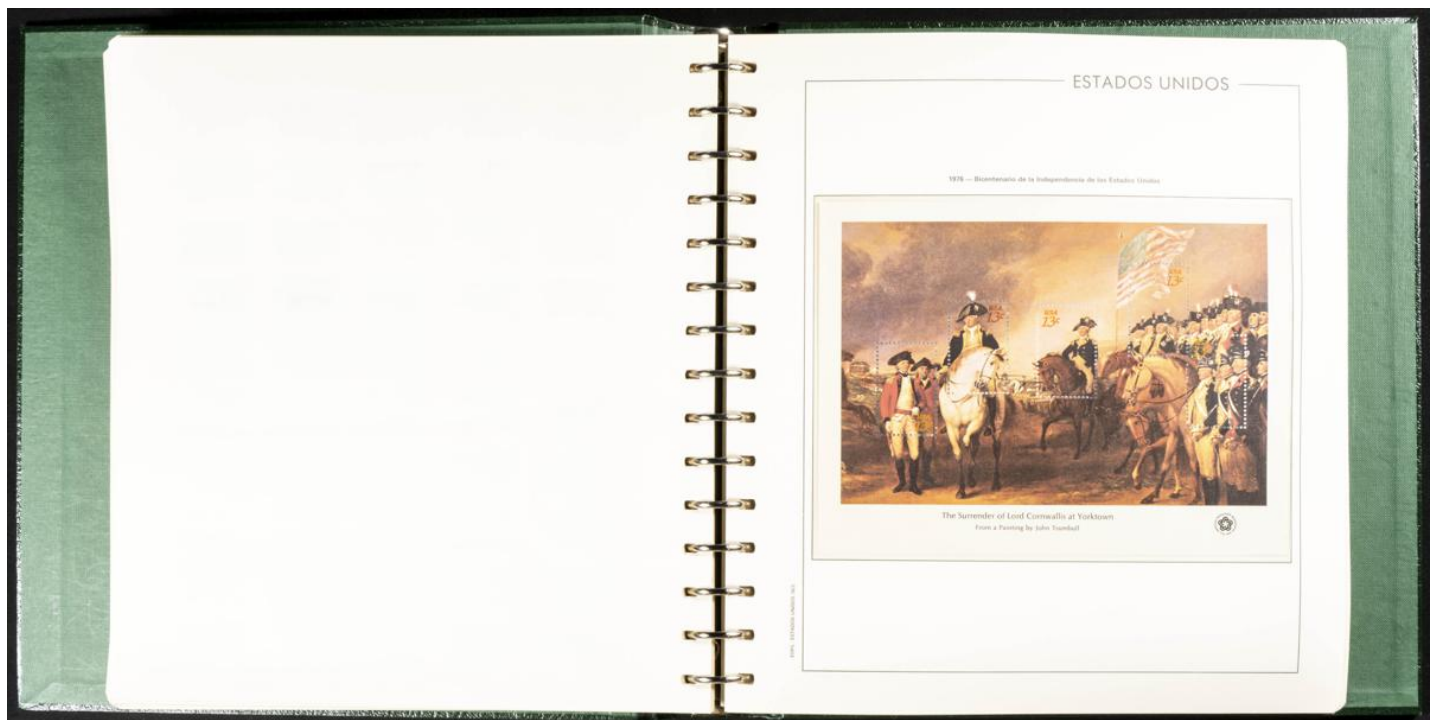 ESTADOS UNIDOS
1976 — Bicentenario de la Independencia de los Estados Unidos
USA
13c
USA
13c
USA
13c
The Surrender of Lord Cornwallis at Yorktown
From a Painting by John Trumbull